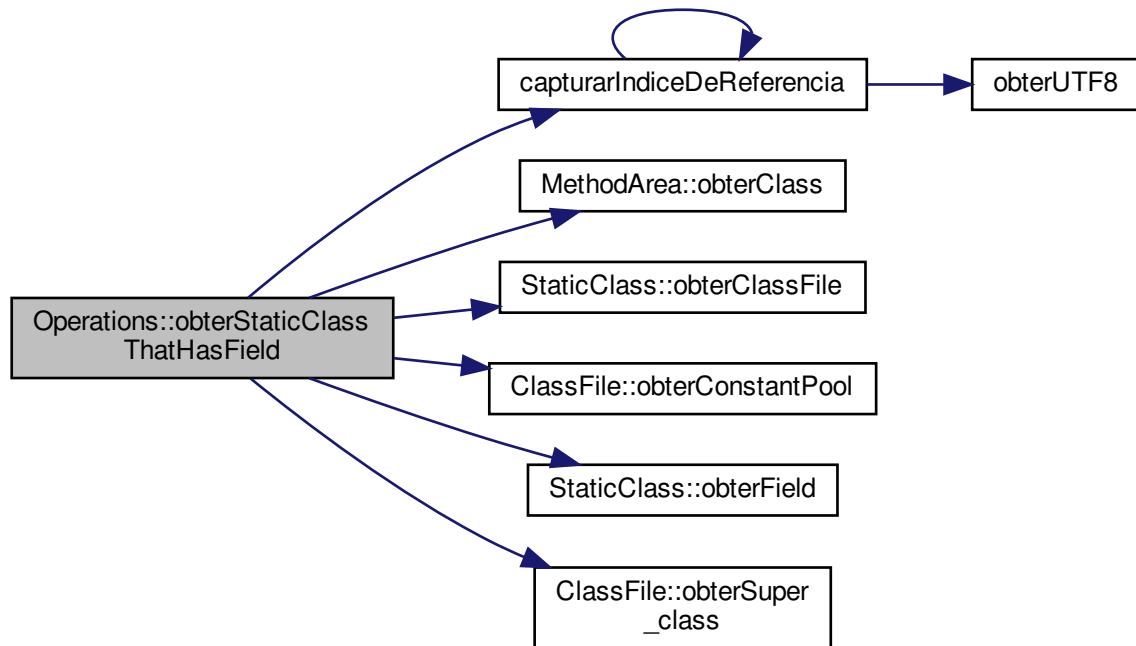 capturarIndiceDeReferencia
obterUTF8
MethodArea::obterClass
StaticClass::obterClassFile
Operations::obterStaticClass
ThatHasField
ClassFile::obterConstantPool
StaticClass::obterField
ClassFile::obterSuper
_class